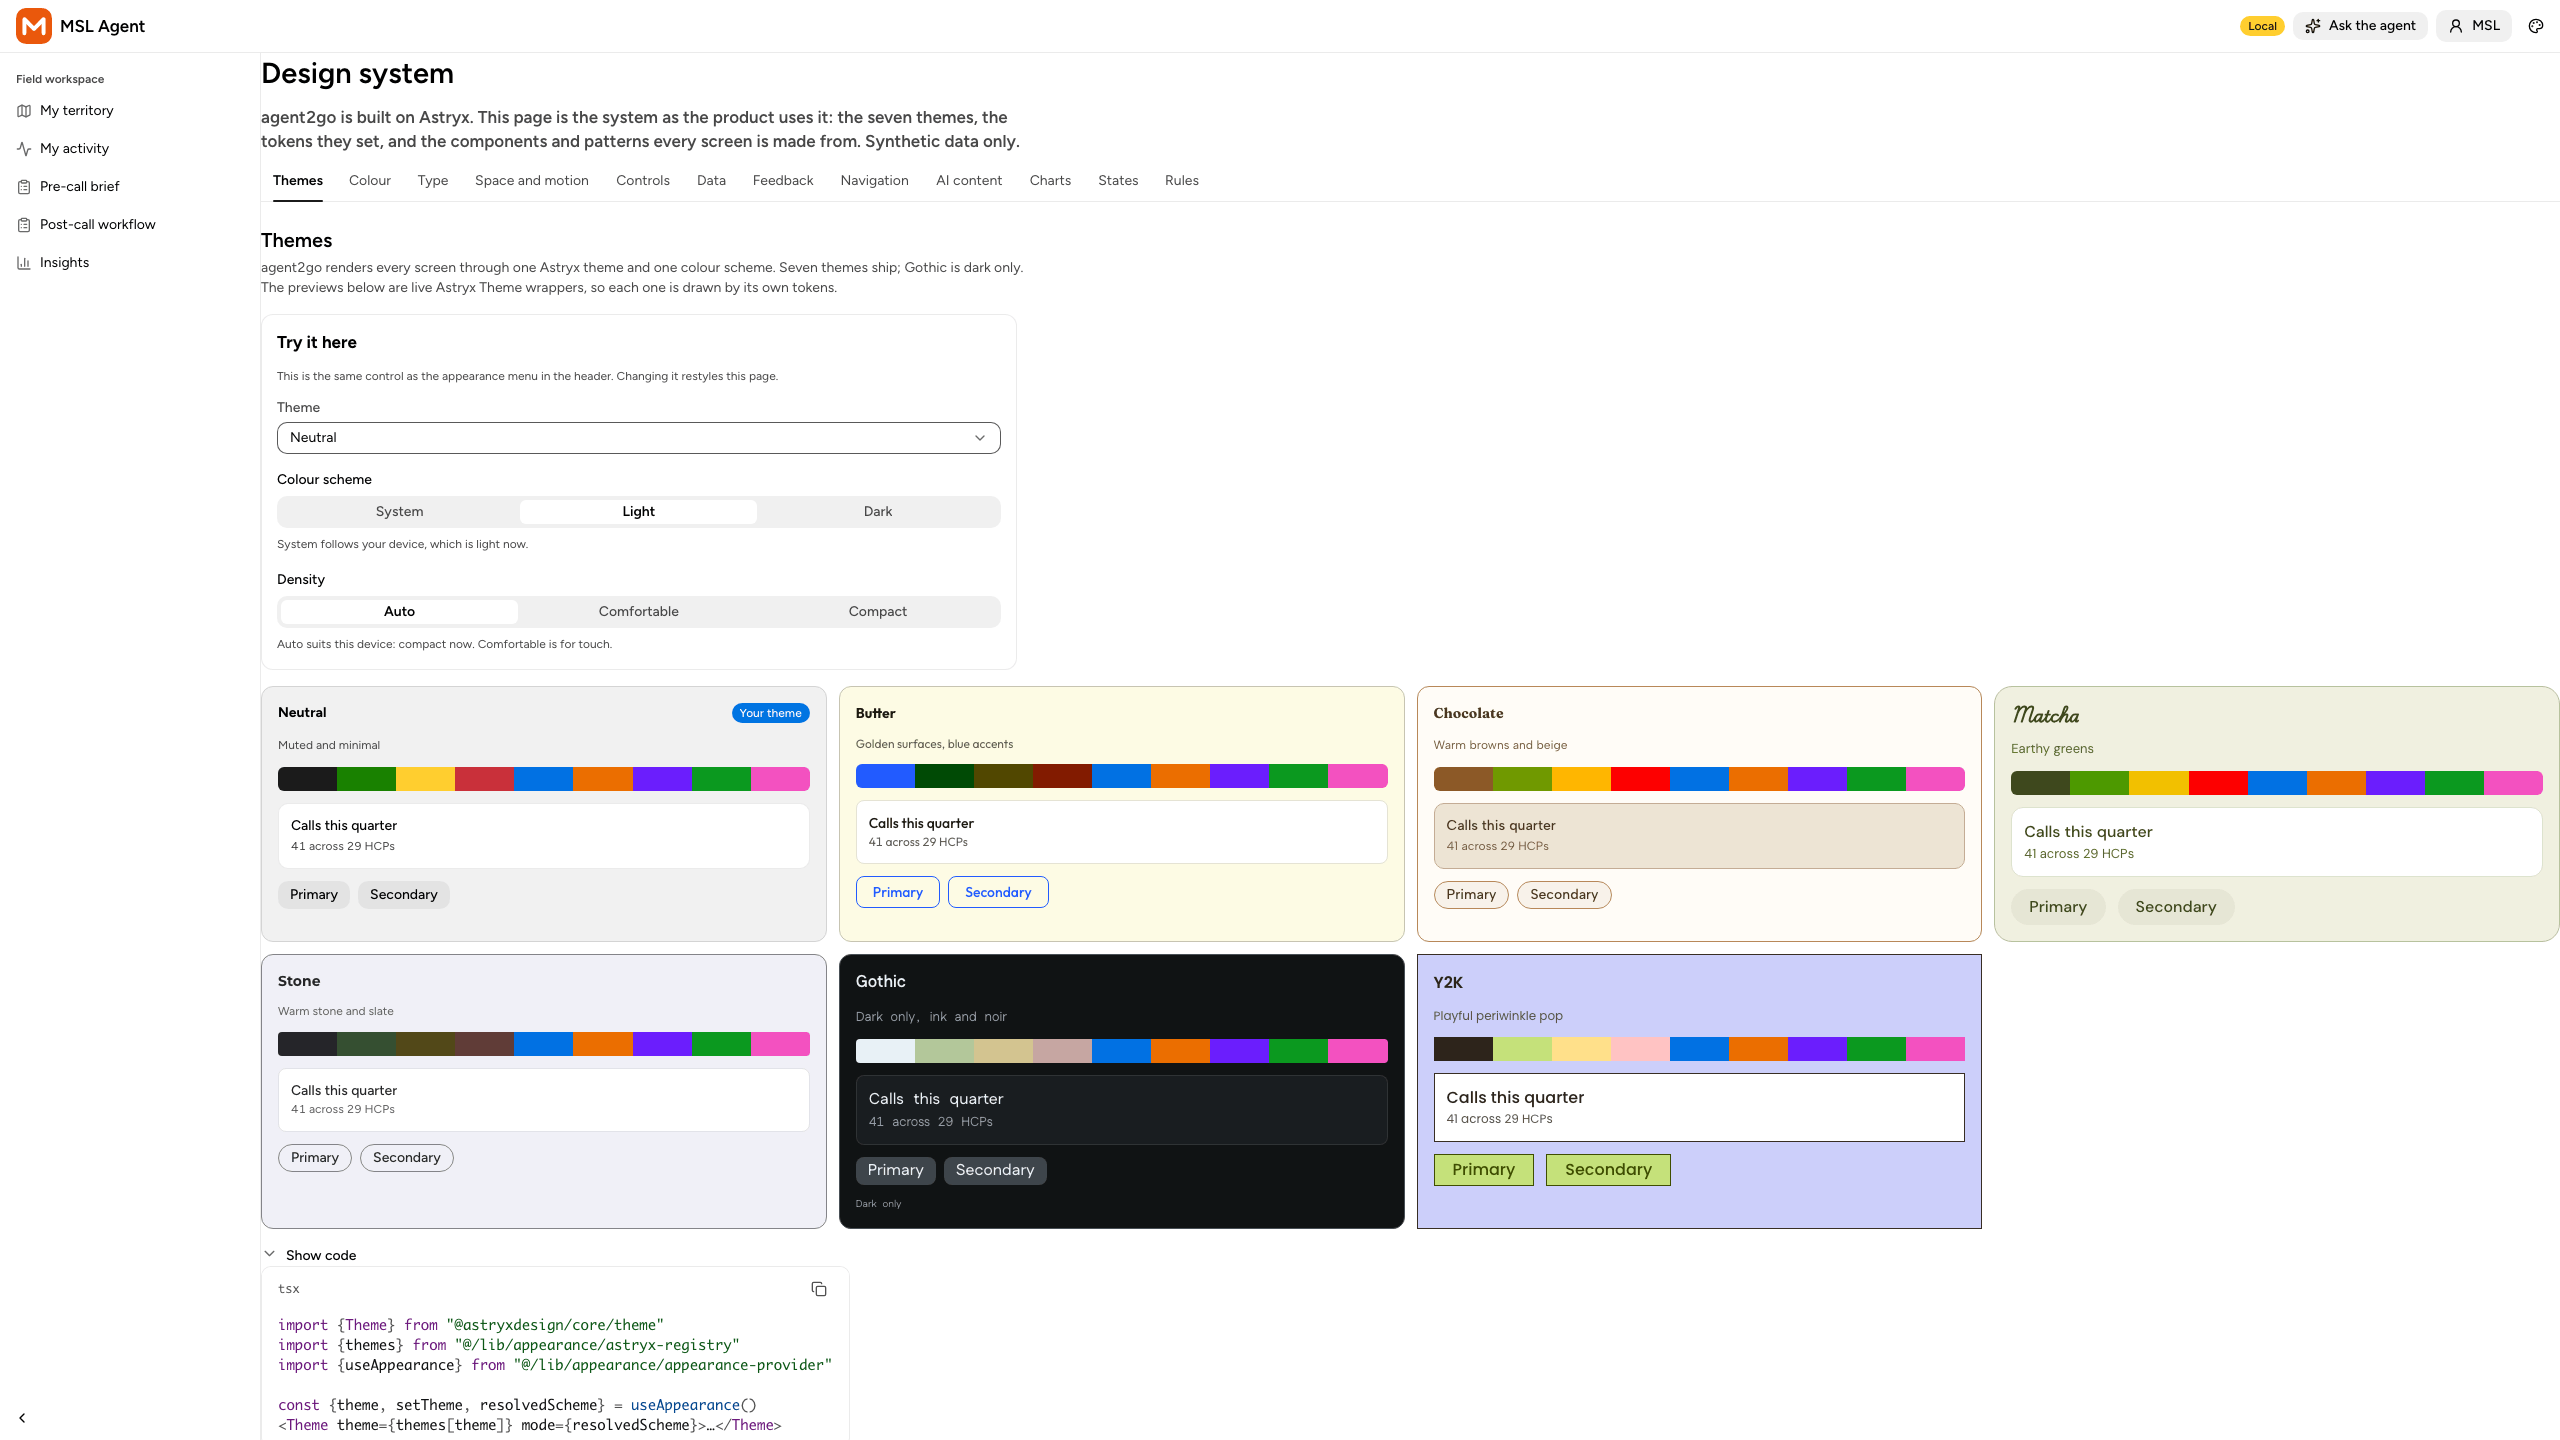 MSL Agent
Local
Ask the agent
MSL
Field workspace
My territory
My activity
Pre-call brief
Post-call workflow
Insights
Design system
agent2go is built on Astryx. This page is the system as the product uses it: the seven themes, the
tokens they set, and the components and patterns every screen is made from. Synthetic data only.
Themes Colour Type Space and motion Controls Data Feedback Navigation AI content Charts States Rules
Themes
agent2go renders every screen through one Astryx theme and one colour scheme. Seven themes ship; Gothic is dark only.
The previews below are live Astryx Theme wrappers, so each one is drawn by its own tokens.
Try it here
This is the same control as the appearance menu in the header. Changing it restyles this page.
Theme
Neutral
Colour scheme
System Light Dark
System follows your device, which is light now.
Density
Auto Comfortable Compact
Auto suits this device: compact now. Comfortable is for touch.
Neutral
Your theme
Muted and minimal
Calls this quarter
41 across 29 HCPs
Primary Secondary
Butter
Golden surfaces, blue accents
Calls this quarter
41 across 29 HCPs
Primary Secondary
Chocolate
Warm browns and beige
Calls this quarter
41 across 29 HCPs
Primary Secondary
Matcha
Earthy greens
Calls this quarter
41 across 29 HCPs
Primary Secondary
Stone
Warm stone and slate
Calls this quarter
41 across 29 HCPs
Primary Secondary
Gothic
Dark only, ink and noir
Calls this quarter
41 across 29 HCPs
Primary Secondary
Dark only
Y2K
Playful periwinkle pop
Calls this quarter
41 across 29 HCPs
Primary Secondary
Show code
tsx
import {Theme} from "@astryxdesign/core/theme"
import {themes} from "@/lib/appearance/astryx-registry"
import {useAppearance} from "@/lib/appearance/appearance-provider"
const {theme, setTheme, resolvedScheme} = useAppearance()
<Theme theme={themes[theme]} mode={resolvedScheme}>…</Theme>